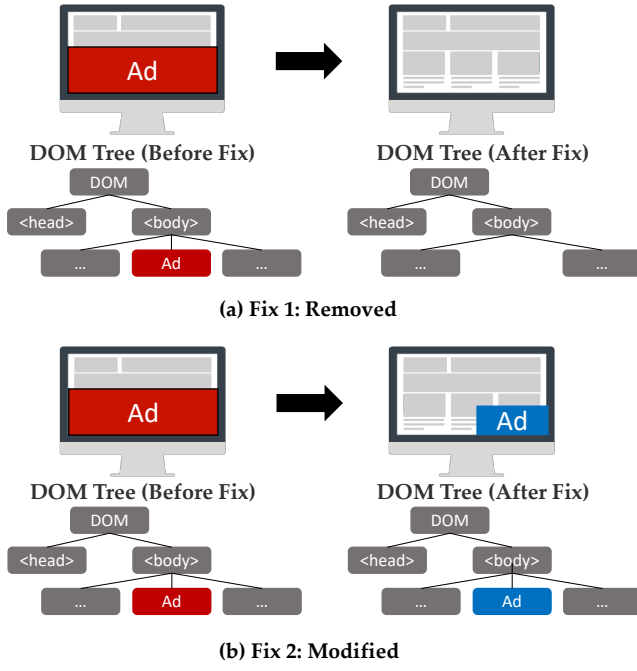 Ad
DOM Tree (Before Fix) DOM Tree (After Fix)
DOM DOM
<head> <body> <head> <body>
... Ad ... ... ...
(a) Fix 1: Removed
Ad Ad
DOM Tree (Before Fix) DOM Tree (After Fix)
DOM DOM
<head> <body> <head> <body>
... Ad ... ... Ad ...
(b) Fix 2: Modified